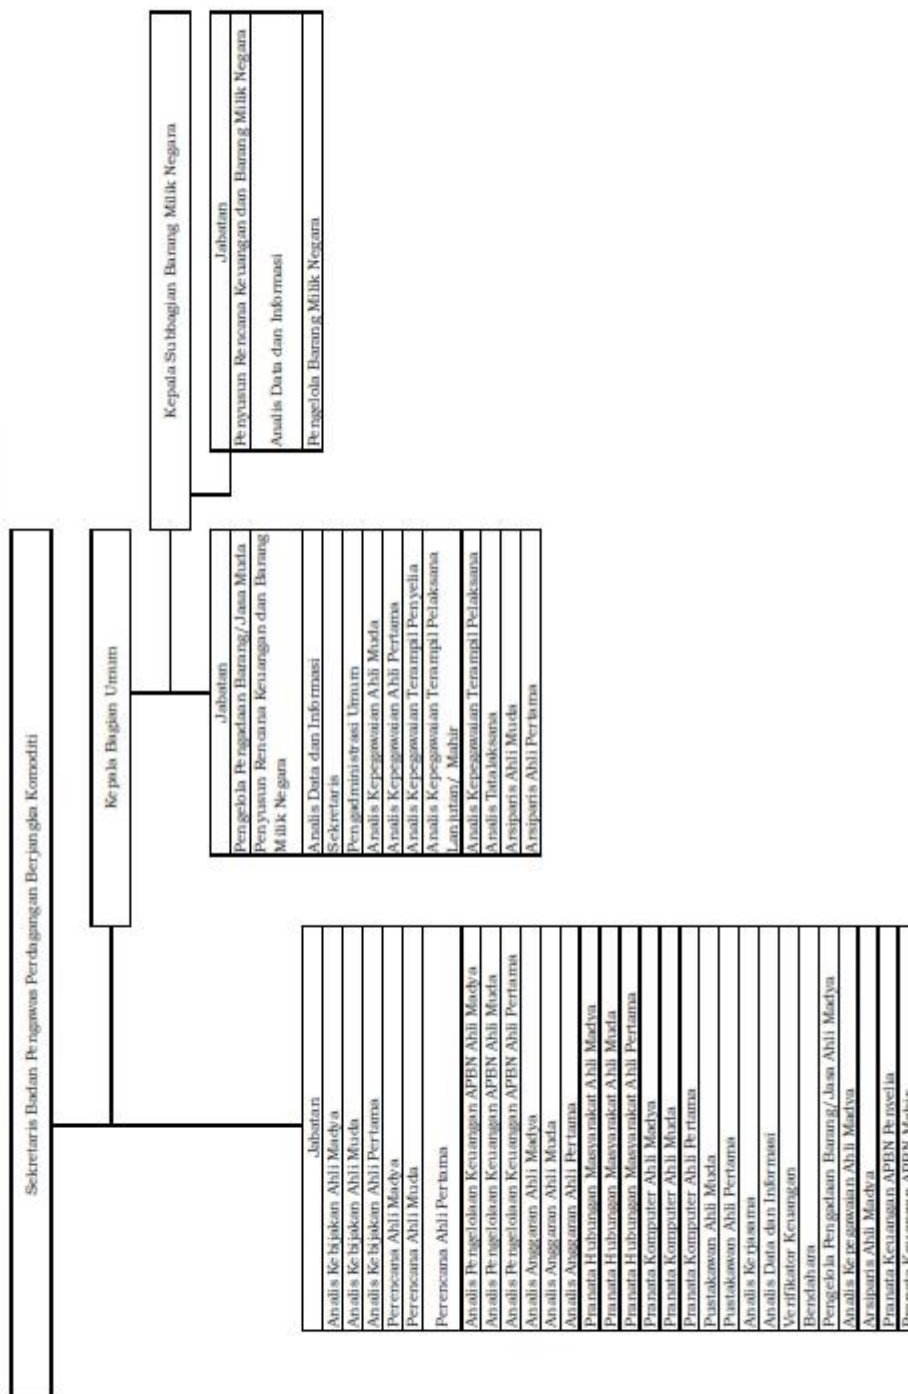 Sekretaris Badan Pengawas Perdagangan Berjangka Komoditi
Kepala Bagian Umum
Kepala Subbagian Barang Milik Negara
Jabatan
Penyusun Rencana Keuangan dan Barang Milik Negara
Analis Data dan Informasi
Pengelola Barang Milik Negara
Jabatan
Pengelola Pengadaan Barang/Jasa Muda
Penyusun Rencana Keuangan dan Barang
Milik Negara
Analis Data dan Informasi
Sekretaris
Pengadministrasi Umum
Analis Kepegawaian Ahli Muda
Analis Kepegawaian Ahli Pertama
Analis Kepegawaian Terampil Penyelia
Analis Kepegawaian Terampil Pelaksana
Lanjutan/ Mahir
Analis Kepegawaian Terampil Pelaksana
Analis Tatalaksana
Arsiparis Ahli Muda
Arsiparis Ahli Pertama
Jabatan
Analis Kebijakan Ahli Madya
Analis Kebijakan Ahli Muda
Analis Kebijakan Ahli Pertama
Perencana Ahli Madya
Perencana Ahli Muda
Perencana Ahli Pertama
Analis Pengelolaan Keuangan APBN Ahli Madya
Analis Pengelolaan Keuangan APBN Ahli Muda
Analis Pengelolaan Keuangan APBN Ahli Pertama
Analis Anggaran Ahli Madya
Analis Anggaran Ahli Muda
Analis Anggaran Ahli Pertama
Pranata Hubungan Masyarakat Ahli Madya
Pranata Hubungan Masyarakat Ahli Muda
Pranata Hubungan Masyarakat Ahli Pertama
Pranata Komputer Ahli Madya
Pranata Komputer Ahli Muda
Pranata Komputer Ahli Pertama
Pustakawan Ahli Muda
Pustakawan Ahli Pertama
Analis Kerjasama
Analis Data dan Informasi
Verifikator Keuangan
Bendahara
Pengelola Pengadaan Barang/Jasa Ahli Madya
Analis Kepegawaian Ahli Madya
Arsiparis Ahli Madya
Pranata Keuangan APBN Penyelia
Pranata Keuangan APBN Mahir